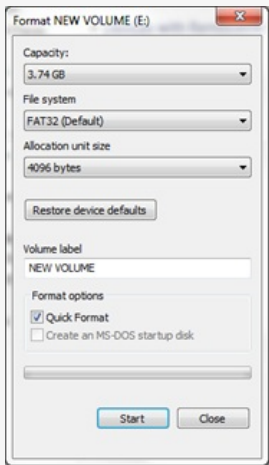 Format NEW VOLUME (E:)
Capacity:
3.74 GB
File system
FAT32 (Default)
Allocation unit size
4096 bytes
Restore device defaults
Volume label
NEW VOLUME
Format options
Quick Format
Create an MS-DOS startup disk
Start Close